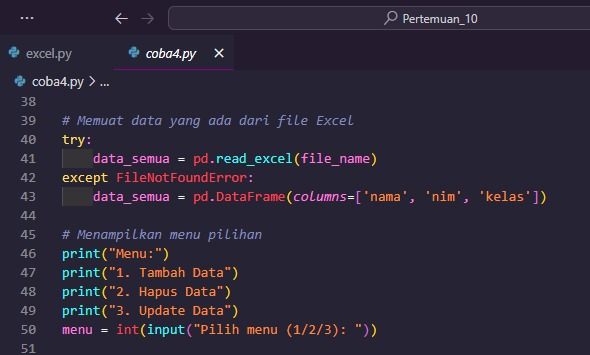 ... ← → Pertemuan_10
excel.py coba4.py ×
coba4.py > ...
38
39 # Memuat data yang ada dari file Excel
40 try:
41     data_semua = pd.read_excel(file_name)
42 except FileNotFoundError:
43     data_semua = pd.DataFrame(columns=['nama', 'nim', 'kelas'])
44
45 # Menampilkan menu pilihan
46 print("Menu:")
47 print("1. Tambah Data")
48 print("2. Hapus Data")
49 print("3. Update Data")
50 menu = int(input("Pilih menu (1/2/3): "))
51